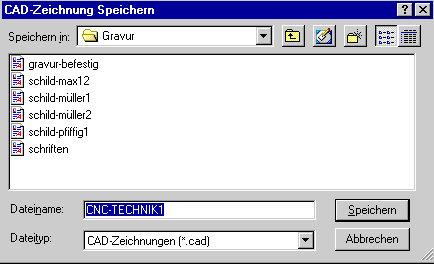 CAD-Zeichnung Speichern
Speichern in: Gravur
gravur-befestig
schild-max12
schild-müller1
schild-müller2
schild-pfiffig1
schriften
Dateiname: CNC-TECHNIK1 Speichern
Dateityp: CAD-Zeichnungen (*.cad) Abbrechen